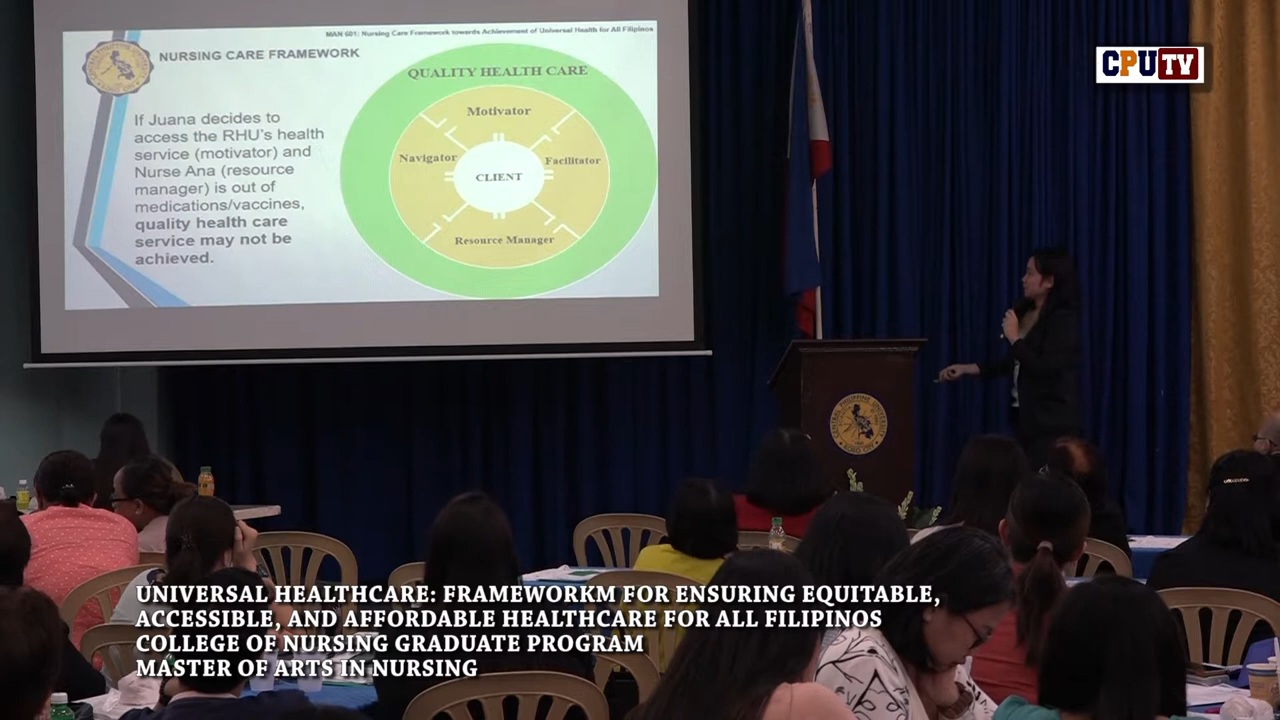 MAN 601: Nursing Care Framework towards Achievement of Universal Health for All Filipinos
NURSING CARE FRAMEWORK
If Juana decides to
access the RHU's health
service (motivator) and
Nurse Ana (resource
manager) is out of
medications/vaccines,
quality health care
service may not be
achieved.
QUALITY HEALTH CARE
Motivator
Navigator
Facilitator
CLIENT
Resource Manager
CPUTV
CENTRAL PHILIPPINE UNIVERSITY
UNIVERSAL HEALTHCARE: FRAMEWORKM FOR ENSURING EQUITABLE,
ACCESSIBLE, AND AFFORDABLE HEALTHCARE FOR ALL FILIPINOS
COLLEGE OF NURSING GRADUATE PROGRAM
MASTER OF ARTS IN NURSING